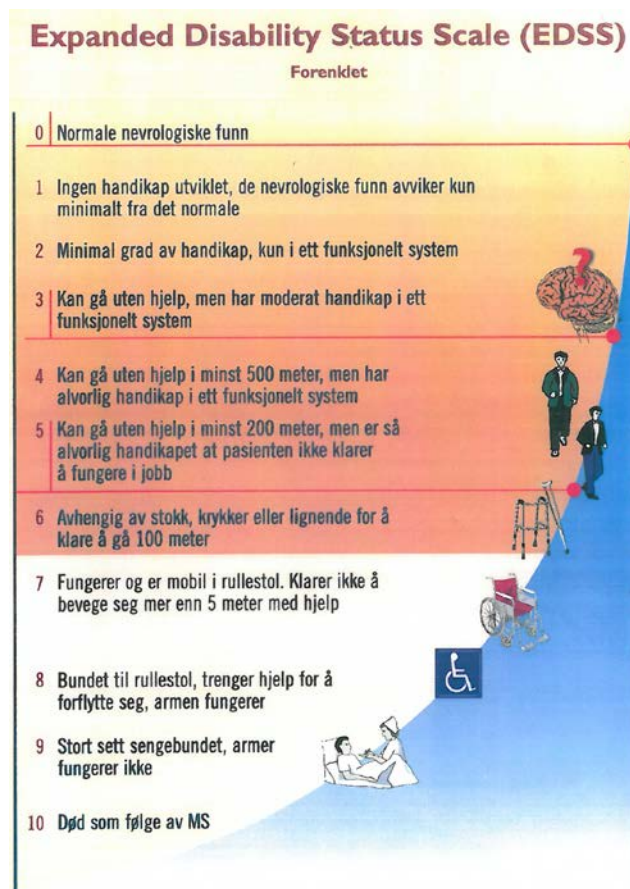 Expanded Disability Status Scale (EDSS)
Forenklet
0 Normale nevrologiske funn
1 Ingen handikap utviklet, de nevrologiske funn avviker kun
minimalt fra det normale
2 Minimal grad av handikap, kun i ett funksjonelt system
3 Kan gå uten hjelp, men har moderat handikap i ett
funksjonelt system
4 Kan gå uten hjelp i minst 500 meter, men har
alvorlig handikap i ett funksjonelt system
5 Kan gå uten hjelp i minst 200 meter, men er så
alvorlig handikapet at pasienten ikke klarer
å fungere i jobb
6 Avhengig av stokk, krykker eller lignende for å
klare å gå 100 meter
7 Fungerer og er mobil i rullestol. Klarer ikke å
bevege seg mer enn 5 meter med hjelp
8 Bundet til rullestol, trenger hjelp for å
forflytte seg, armen fungerer
9 Stort sett sengebundet, armer
fungerer ikke
10 Død som følge av MS
?